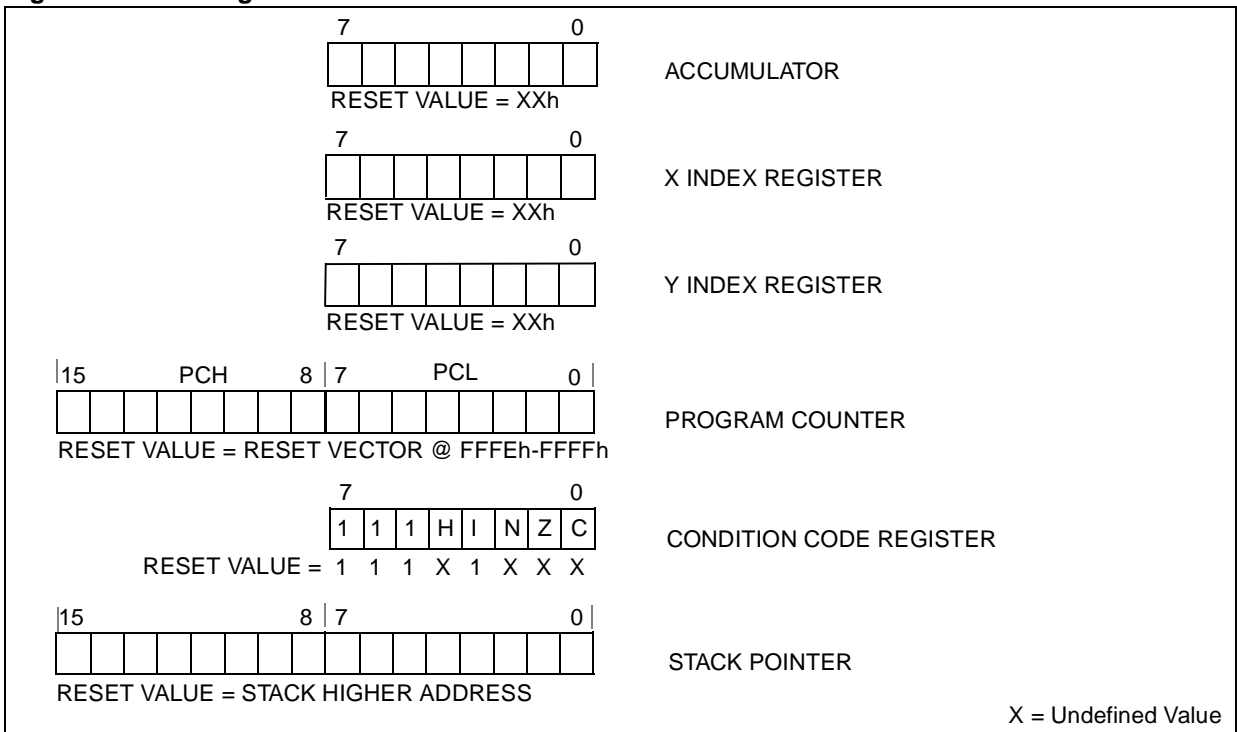 7 0
ACCUMULATOR
RESET VALUE = XXh
7 0
X INDEX REGISTER
RESET VALUE = XXh
7 0
Y INDEX REGISTER
RESET VALUE = XXh
15 PCH 8 7 PCL 0
PROGRAM COUNTER
RESET VALUE = RESET VECTOR @ FFFEh-FFFFh
7 0
1 1 1 H I N Z C
CONDITION CODE REGISTER
RESET VALUE = 1 1 1 X 1 X X X
15 8 7 0
STACK POINTER
RESET VALUE = STACK HIGHER ADDRESS
X = Undefined Value